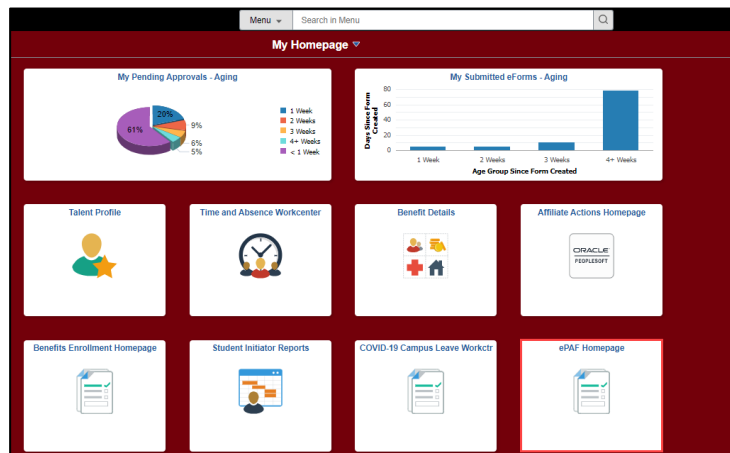 Menu
Search in Menu
My Homepage
My Pending Approvals - Aging
20%
61%
9%
6%
5%
1 Week
2 Weeks
3 Weeks
4+ Weeks
< 1 Week
My Submitted eForms - Aging
Days Since Form
Created
80
60
40
20
0
1 Week
2 Weeks
3 Weeks
4+ Weeks
Age Group Since Form Created
Talent Profile
Time and Absence Workcenter
Benefit Details
Affiliate Actions Homepage
ORACLE
PEOPLESOFT
Benefits Enrollment Homepage
Student Initiator Reports
COVID-19 Campus Leave Workctr
ePAF Homepage